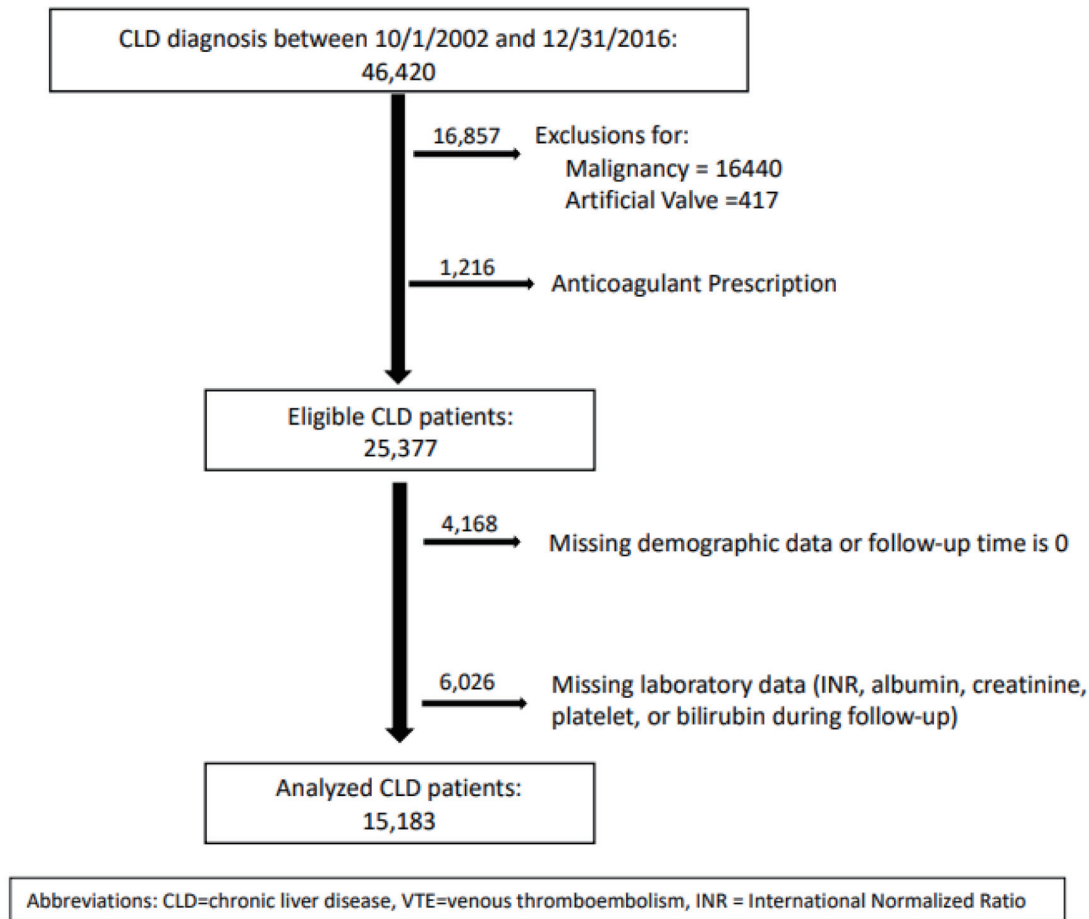 CLD diagnosis between 10/1/2002 and 12/31/2016:
46,420
16,857
Exclusions for:
Malignancy = 16440
Artificial Valve =417
1,216
Anticoagulant Prescription
Eligible CLD patients:
25,377
4,168
Missing demographic data or follow-up time is 0
6,026
Missing laboratory data (INR, albumin, creatinine,
platelet, or bilirubin during follow-up)
Analyzed CLD patients:
15,183
Abbreviations: CLD=chronic liver disease, VTE=venous thromboembolism, INR = International Normalized Ratio